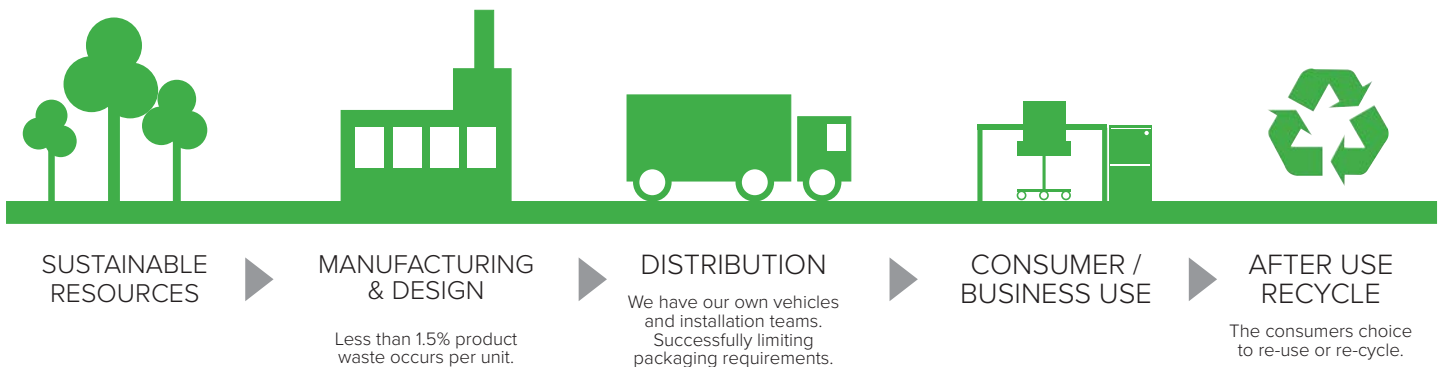 SUSTAINABLE
RESOURCES
MANUFACTURING
& DESIGN
Less than 1.5% product
waste occurs per unit.
DISTRIBUTION
We have our own vehicles
and installation teams.
Successfully limiting
packaging requirements.
CONSUMER /
BUSINESS USE
AFTER USE
RECYCLE
The consumers choice
to re-use or re-cycle.